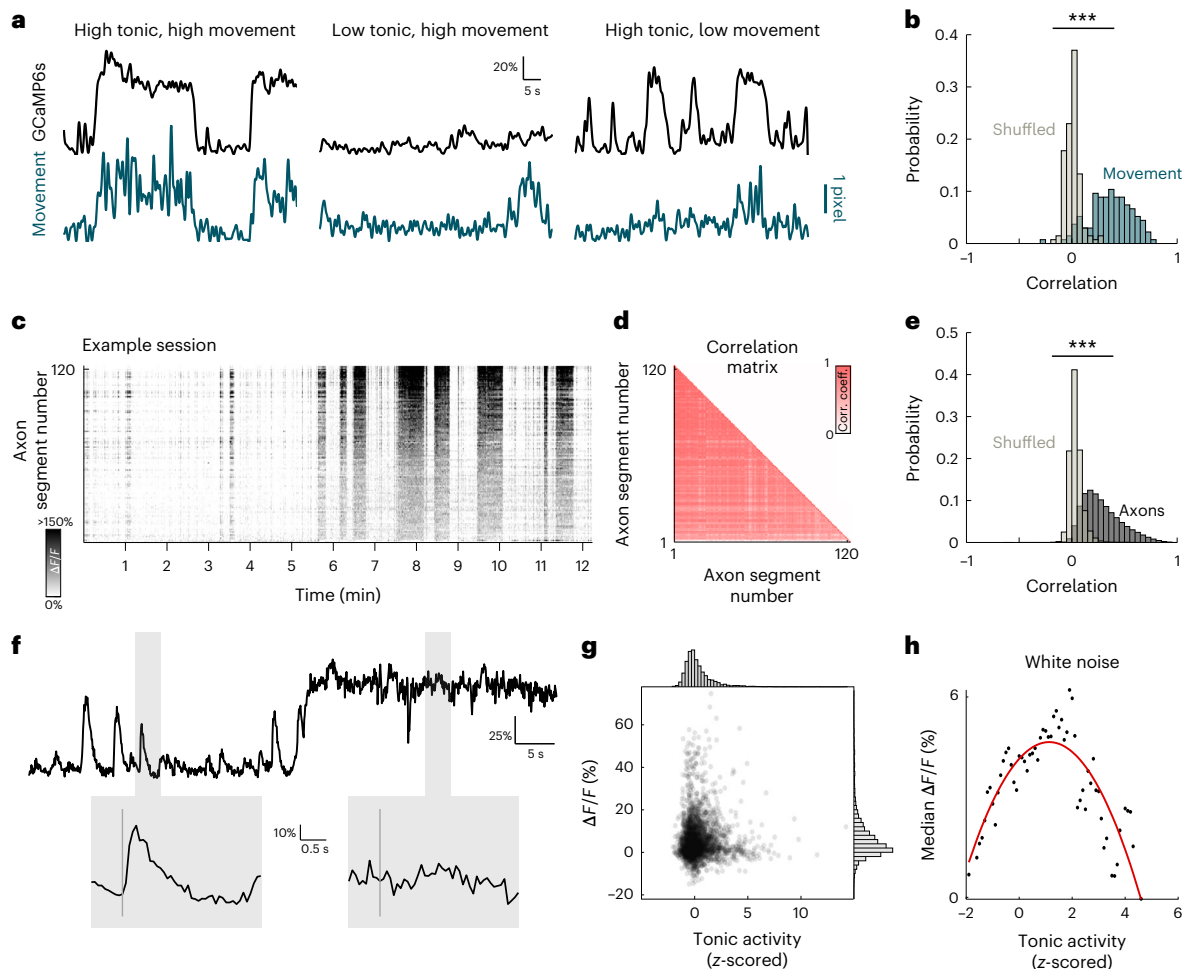 a
High tonic, high movement
Low tonic, high movement
High tonic, low movement
GCaMP6s
Movement
20%
5 s
1 pixel
b
***
0.4
0.3
0.2
0.1
0
Probability
Shuffled
Movement
−1
0
1
Correlation
c
Example session
120
Axon
segment number
>150%
ΔF/F
0%
1 2 3 4 5 6 7 8 9 10 11 12
Time (min)
d
Correlation
matrix
120
1
Axon segment number
1
0
Corr. coeff.
1
120
Axon segment
number
e
***
0.5
0.4
0.3
0.2
0.1
0
Probability
Shuffled
Axons
−1
0
1
Correlation
f
25%
5 s
10%
0.5 s
g
60
40
20
0
−20
ΔF/F (%)
0
5
10
Tonic activity
(z-scored)
h
White noise
6
0
Median ΔF/F (%)
−2
0
2
4
6
Tonic activity
(z-scored)